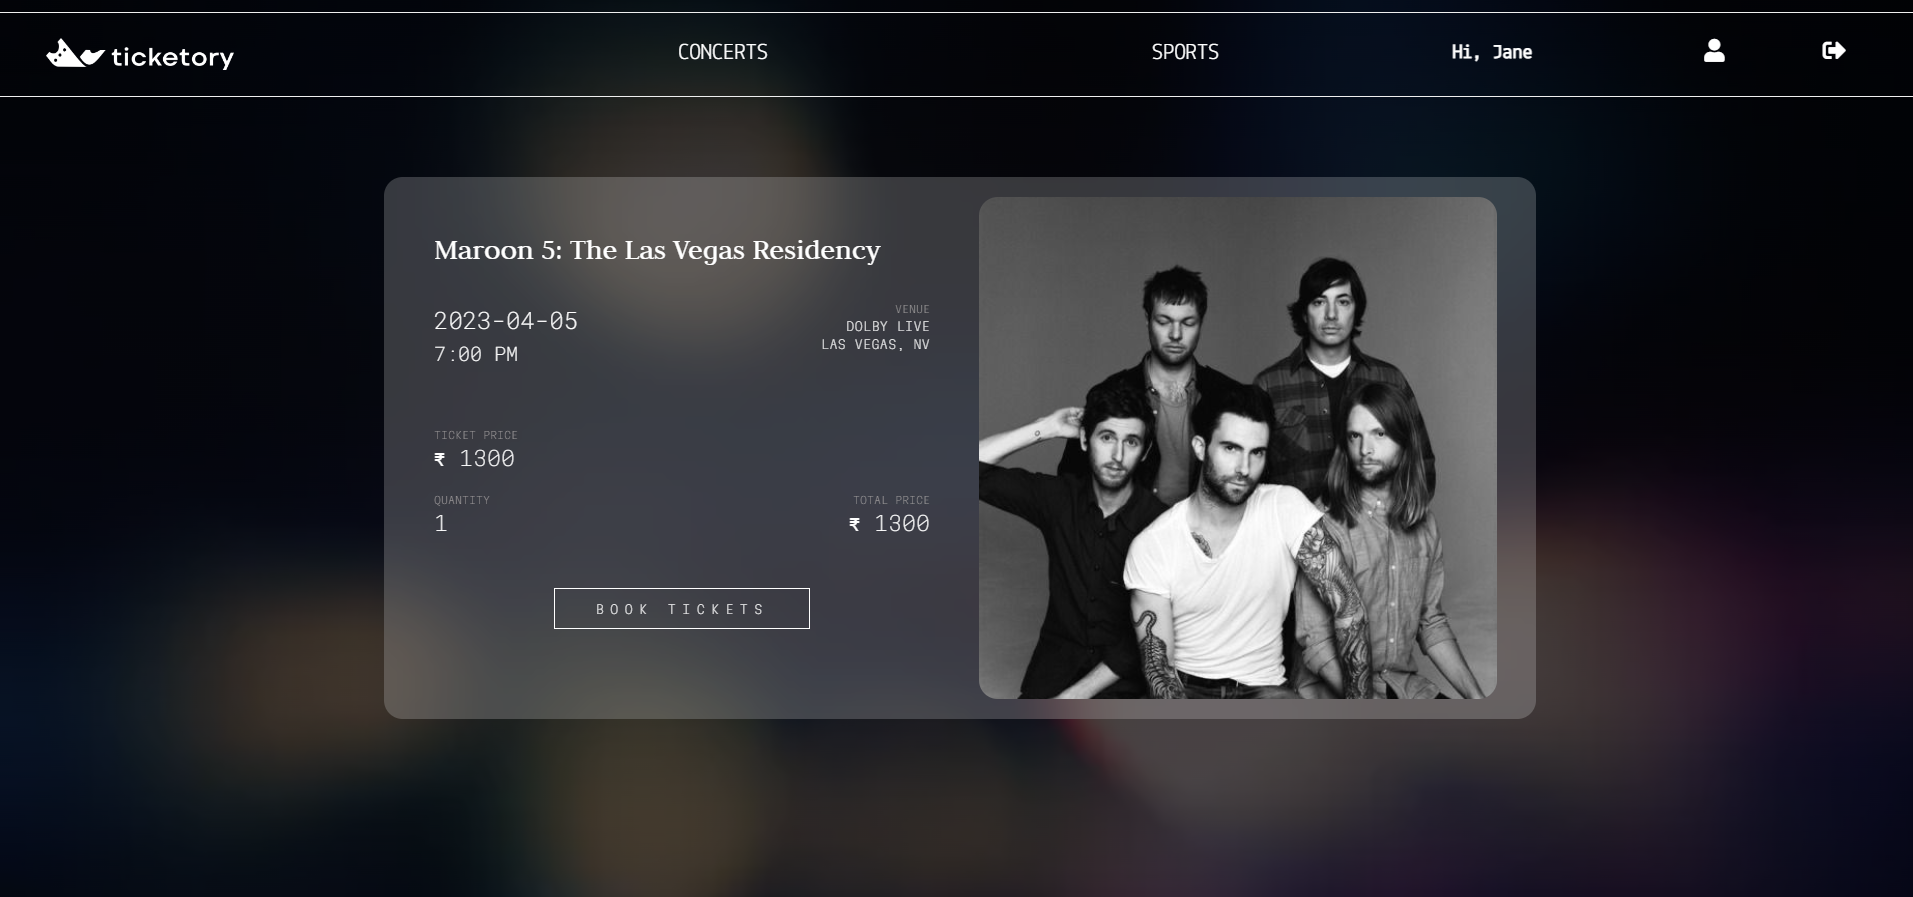 ticketory
CONCERTS
SPORTS
Hi, Jane
Maroon 5: The Las Vegas Residency
2023-04-05
7:00 PM
VENUE
DOLBY LIVE
LAS VEGAS, NV
TICKET PRICE
₹ 1300
QUANTITY
1
TOTAL PRICE
₹ 1300
BOOK TICKETS